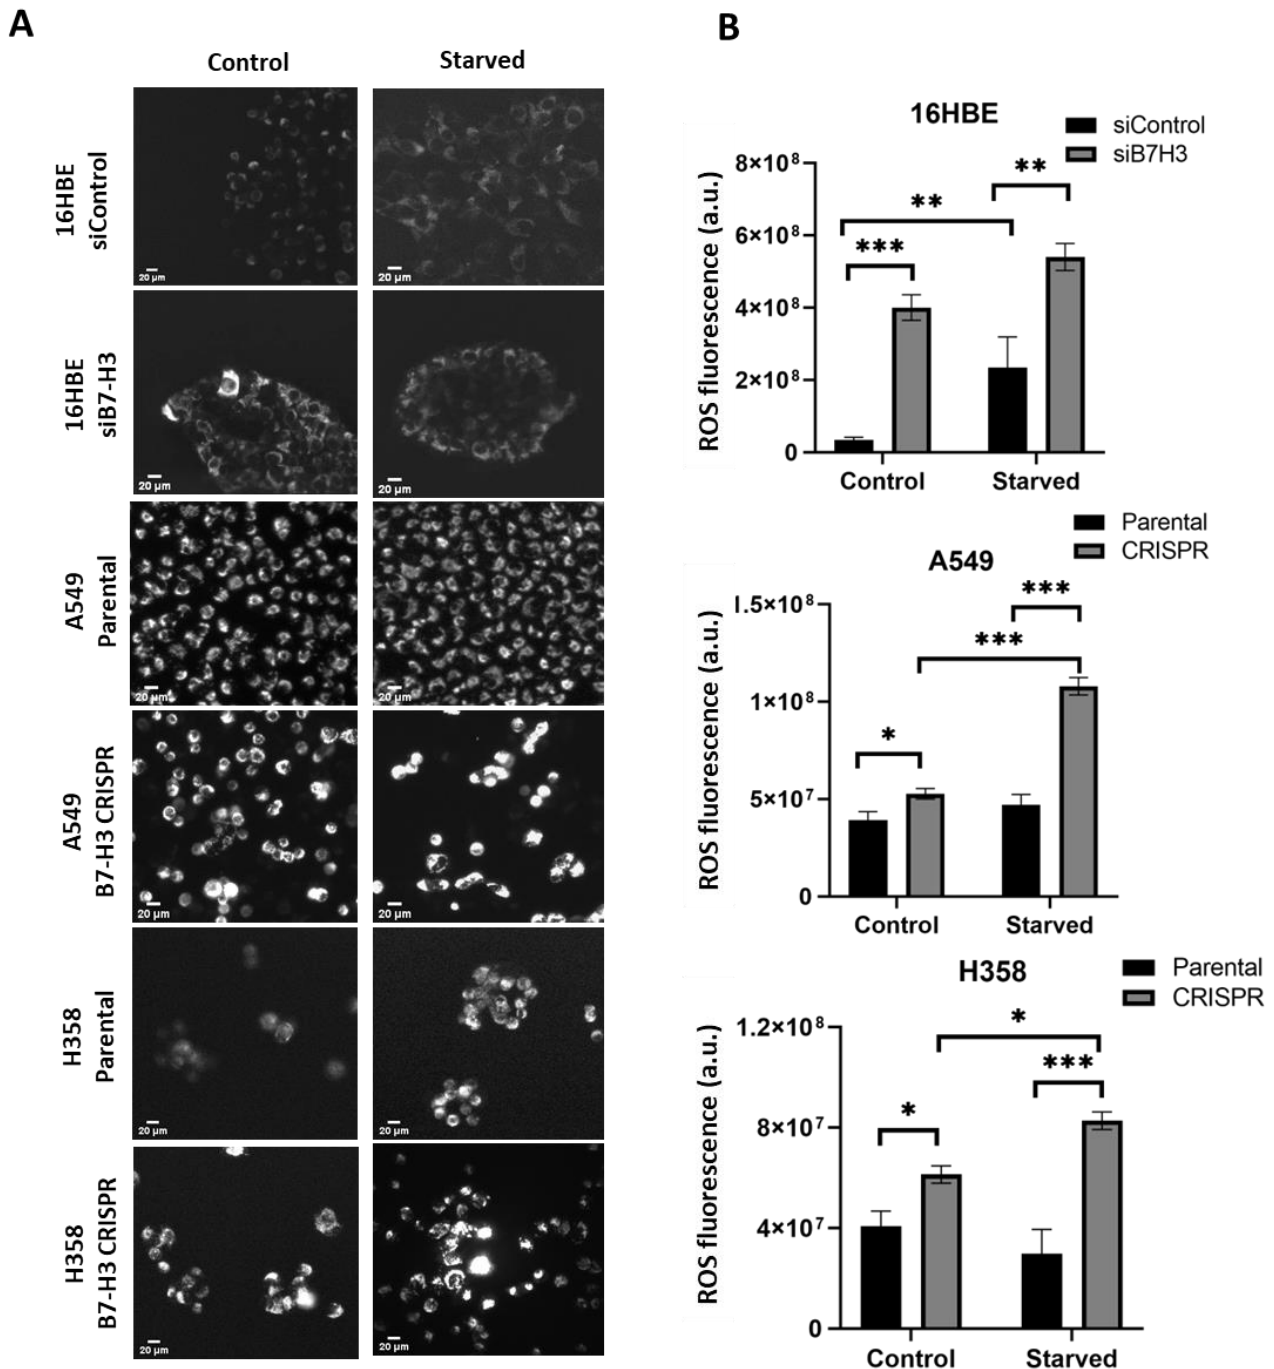 A
Control
Starved
16HBE
siControl
20 µm
20 µm
16HBE
siB7-H3
20 µm
20 µm
A549
Parental
20 µm
20 µm
A549
B7-H3 CRISPR
20 µm
20 µm
H358
Parental
20 µm
20 µm
H358
B7-H3 CRISPR
20 µm
20 µm
B
16HBE
siControl
siB7H3
ROS fluorescence (a.u.)
8×10⁸
6×10⁸
4×10⁸
2×10⁸
0
***
**
**
Control
Starved
A549
Parental
CRISPR
ROS fluorescence (a.u.)
1.5×10⁸
1×10⁸
5×10⁷
0
*
***
***
Control
Starved
H358
Parental
CRISPR
ROS fluorescence (a.u.)
1.2×10⁸
8×10⁷
4×10⁷
0
*
*
***
Control
Starved